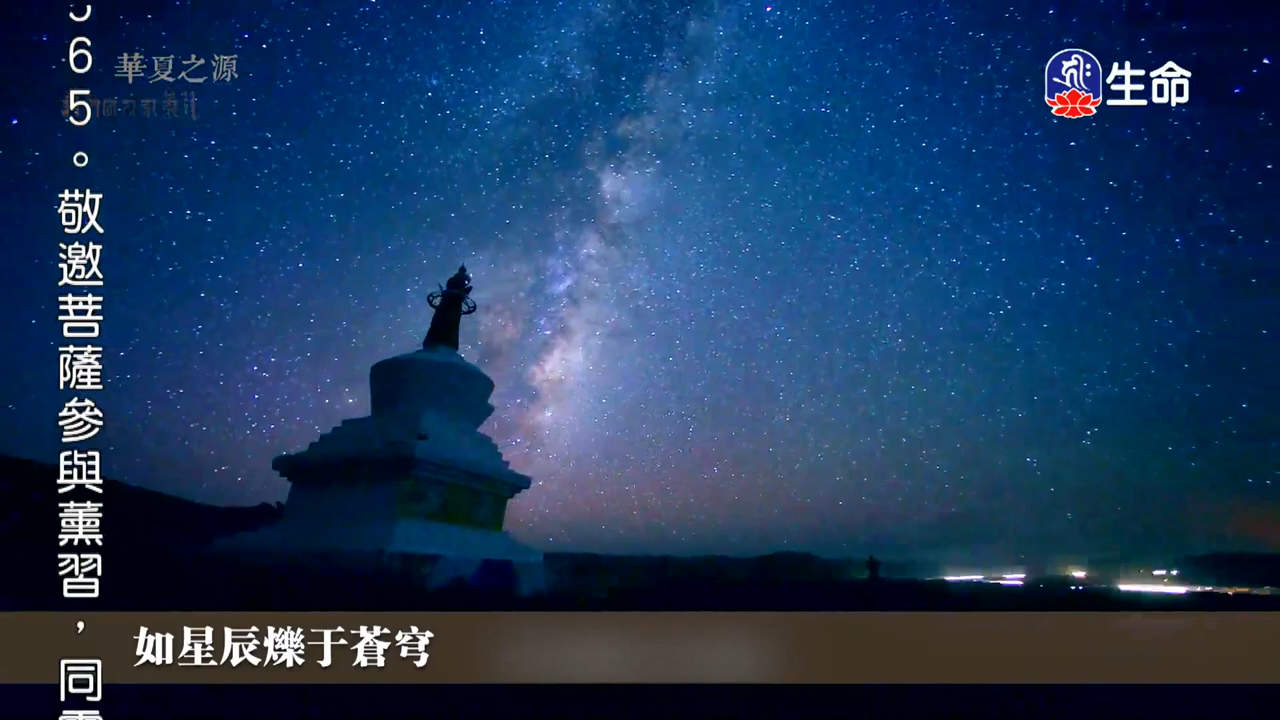 65。敬邀菩薩參與薰習，同
華夏之源
生命
如星辰爍于蒼穹